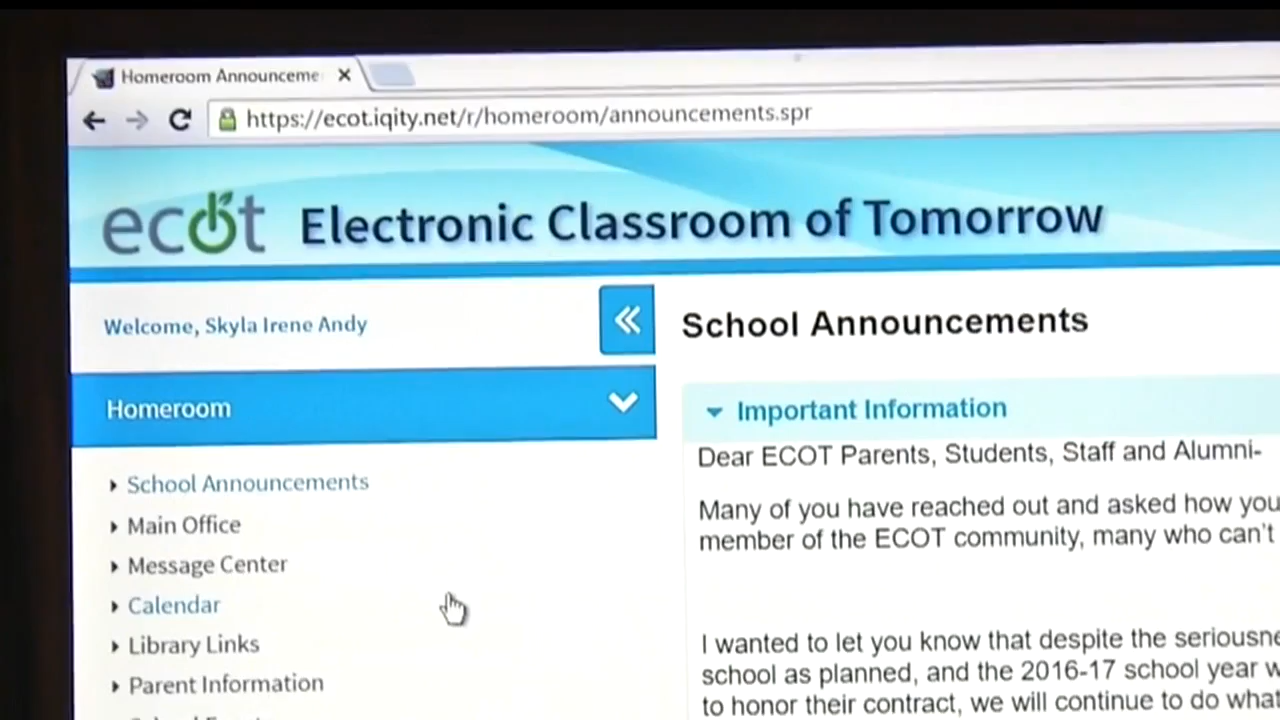 Homeroom Announceme
https://ecot.iqity.net/r/homeroom/announcements.spr
ecot Electronic Classroom of Tomorrow
Welcome, Skyla Irene Andy
Homeroom
School Announcements
Main Office
Message Center
Calendar
Library Links
Parent Information
School Announcements
Important Information
Dear ECOT Parents, Students, Staff and Alumni-
Many of you have reached out and asked how you
member of the ECOT community, many who can't
I wanted to let you know that despite the seriousne
school as planned, and the 2016-17 school year w
to honor their contract, we will continue to do what